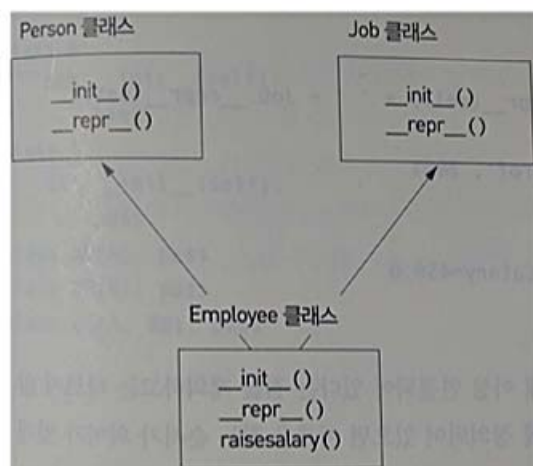 Person 클래스
Job 클래스
__init__()
__repr__()
__init__()
__repr__()
Employee 클래스
__init__()
__repr__()
raisesalary()